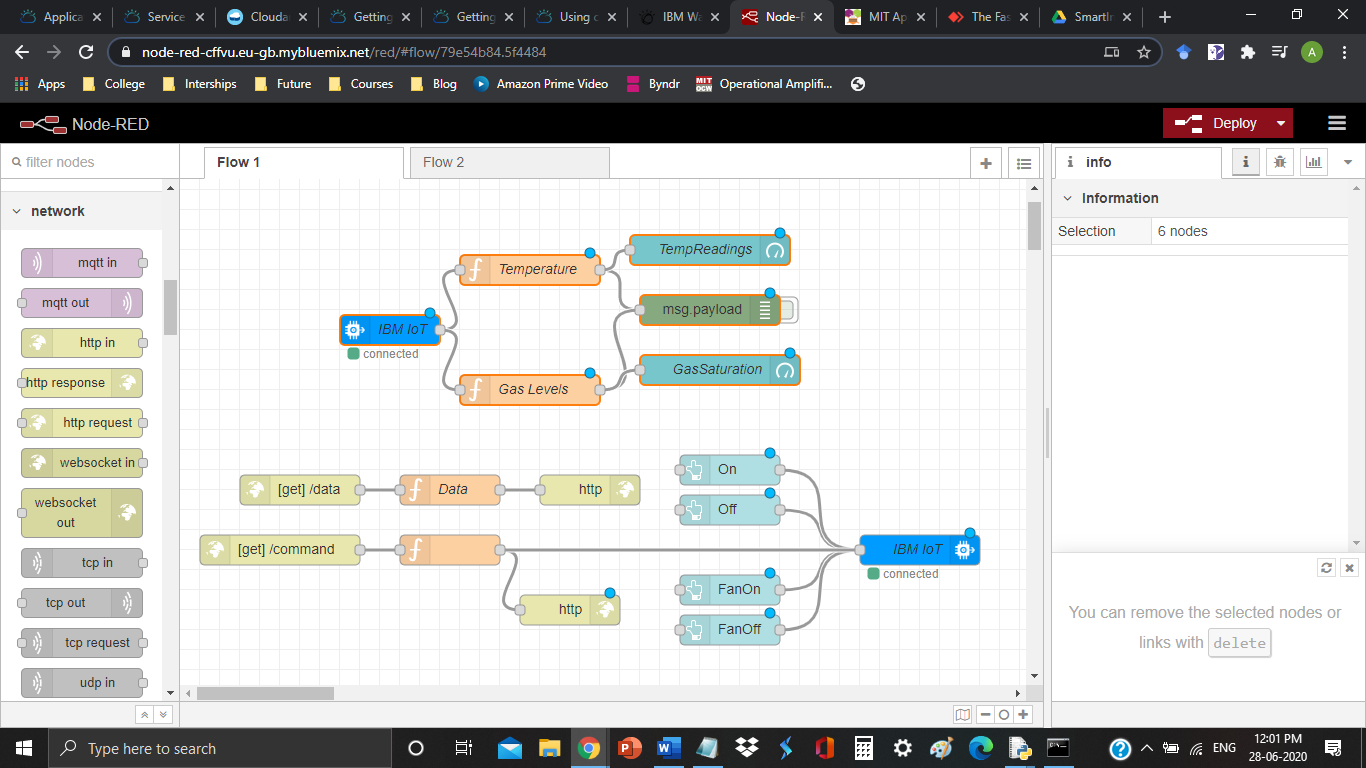 Applica
Service
Cloudar
Getting
Getting
Using c
IBM Wa
Node-R
MIT Ap
The Fas
SmartIr
node-red-cffvu.eu-gb.mybluemix.net/red/#flow/79e54b84.5f4484
A
Apps
College
Interships
Future
Courses
Blog
Amazon Prime Video
Byndr
MIT OCW
Operational Amplifi...
Node-RED
Deploy
filter nodes
Flow 1
Flow 2
i
info
i
network
Information
Selection
6 nodes
mqtt in
mqtt out
http in
http response
http request
websocket in
websocket
out
tcp in
tcp out
tcp request
udp in
TempReadings
Temperature
msg.payload
IBM IoT
connected
GasSaturation
Gas Levels
On
[get] /data
Data
http
Off
[get] /command
IBM IoT
connected
FanOn
http
FanOff
You can remove the selected nodes or
links with delete
Type here to search
ENG
12:01 PM
28-06-2020